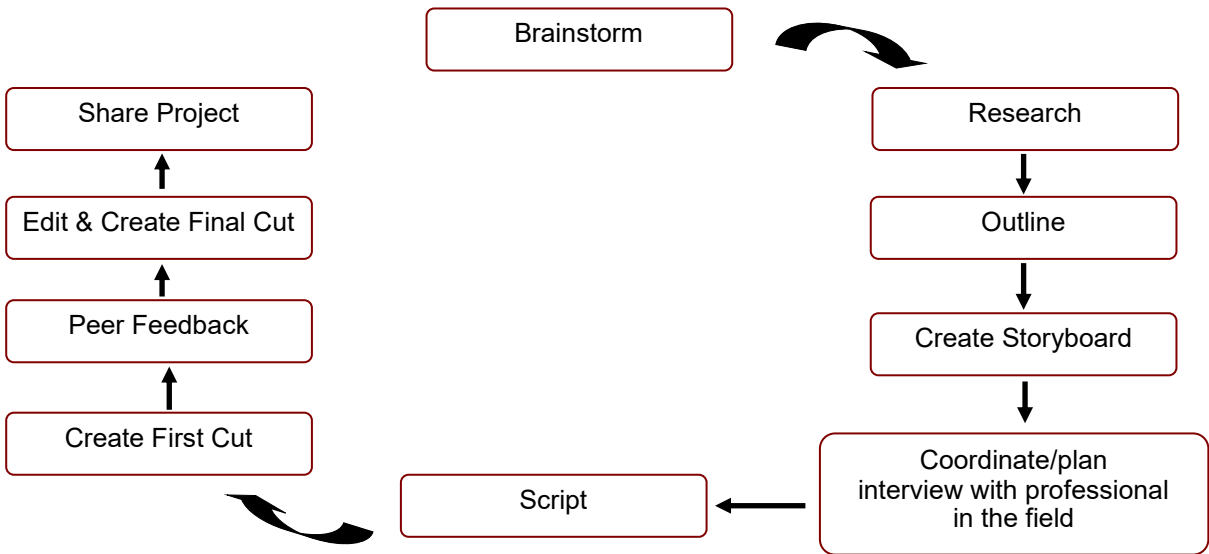 Brainstorm
Research
Outline
Create Storyboard
Coordinate/plan
interview with professional
in the field
Script
Create First Cut
Peer Feedback
Edit & Create Final Cut
Share Project